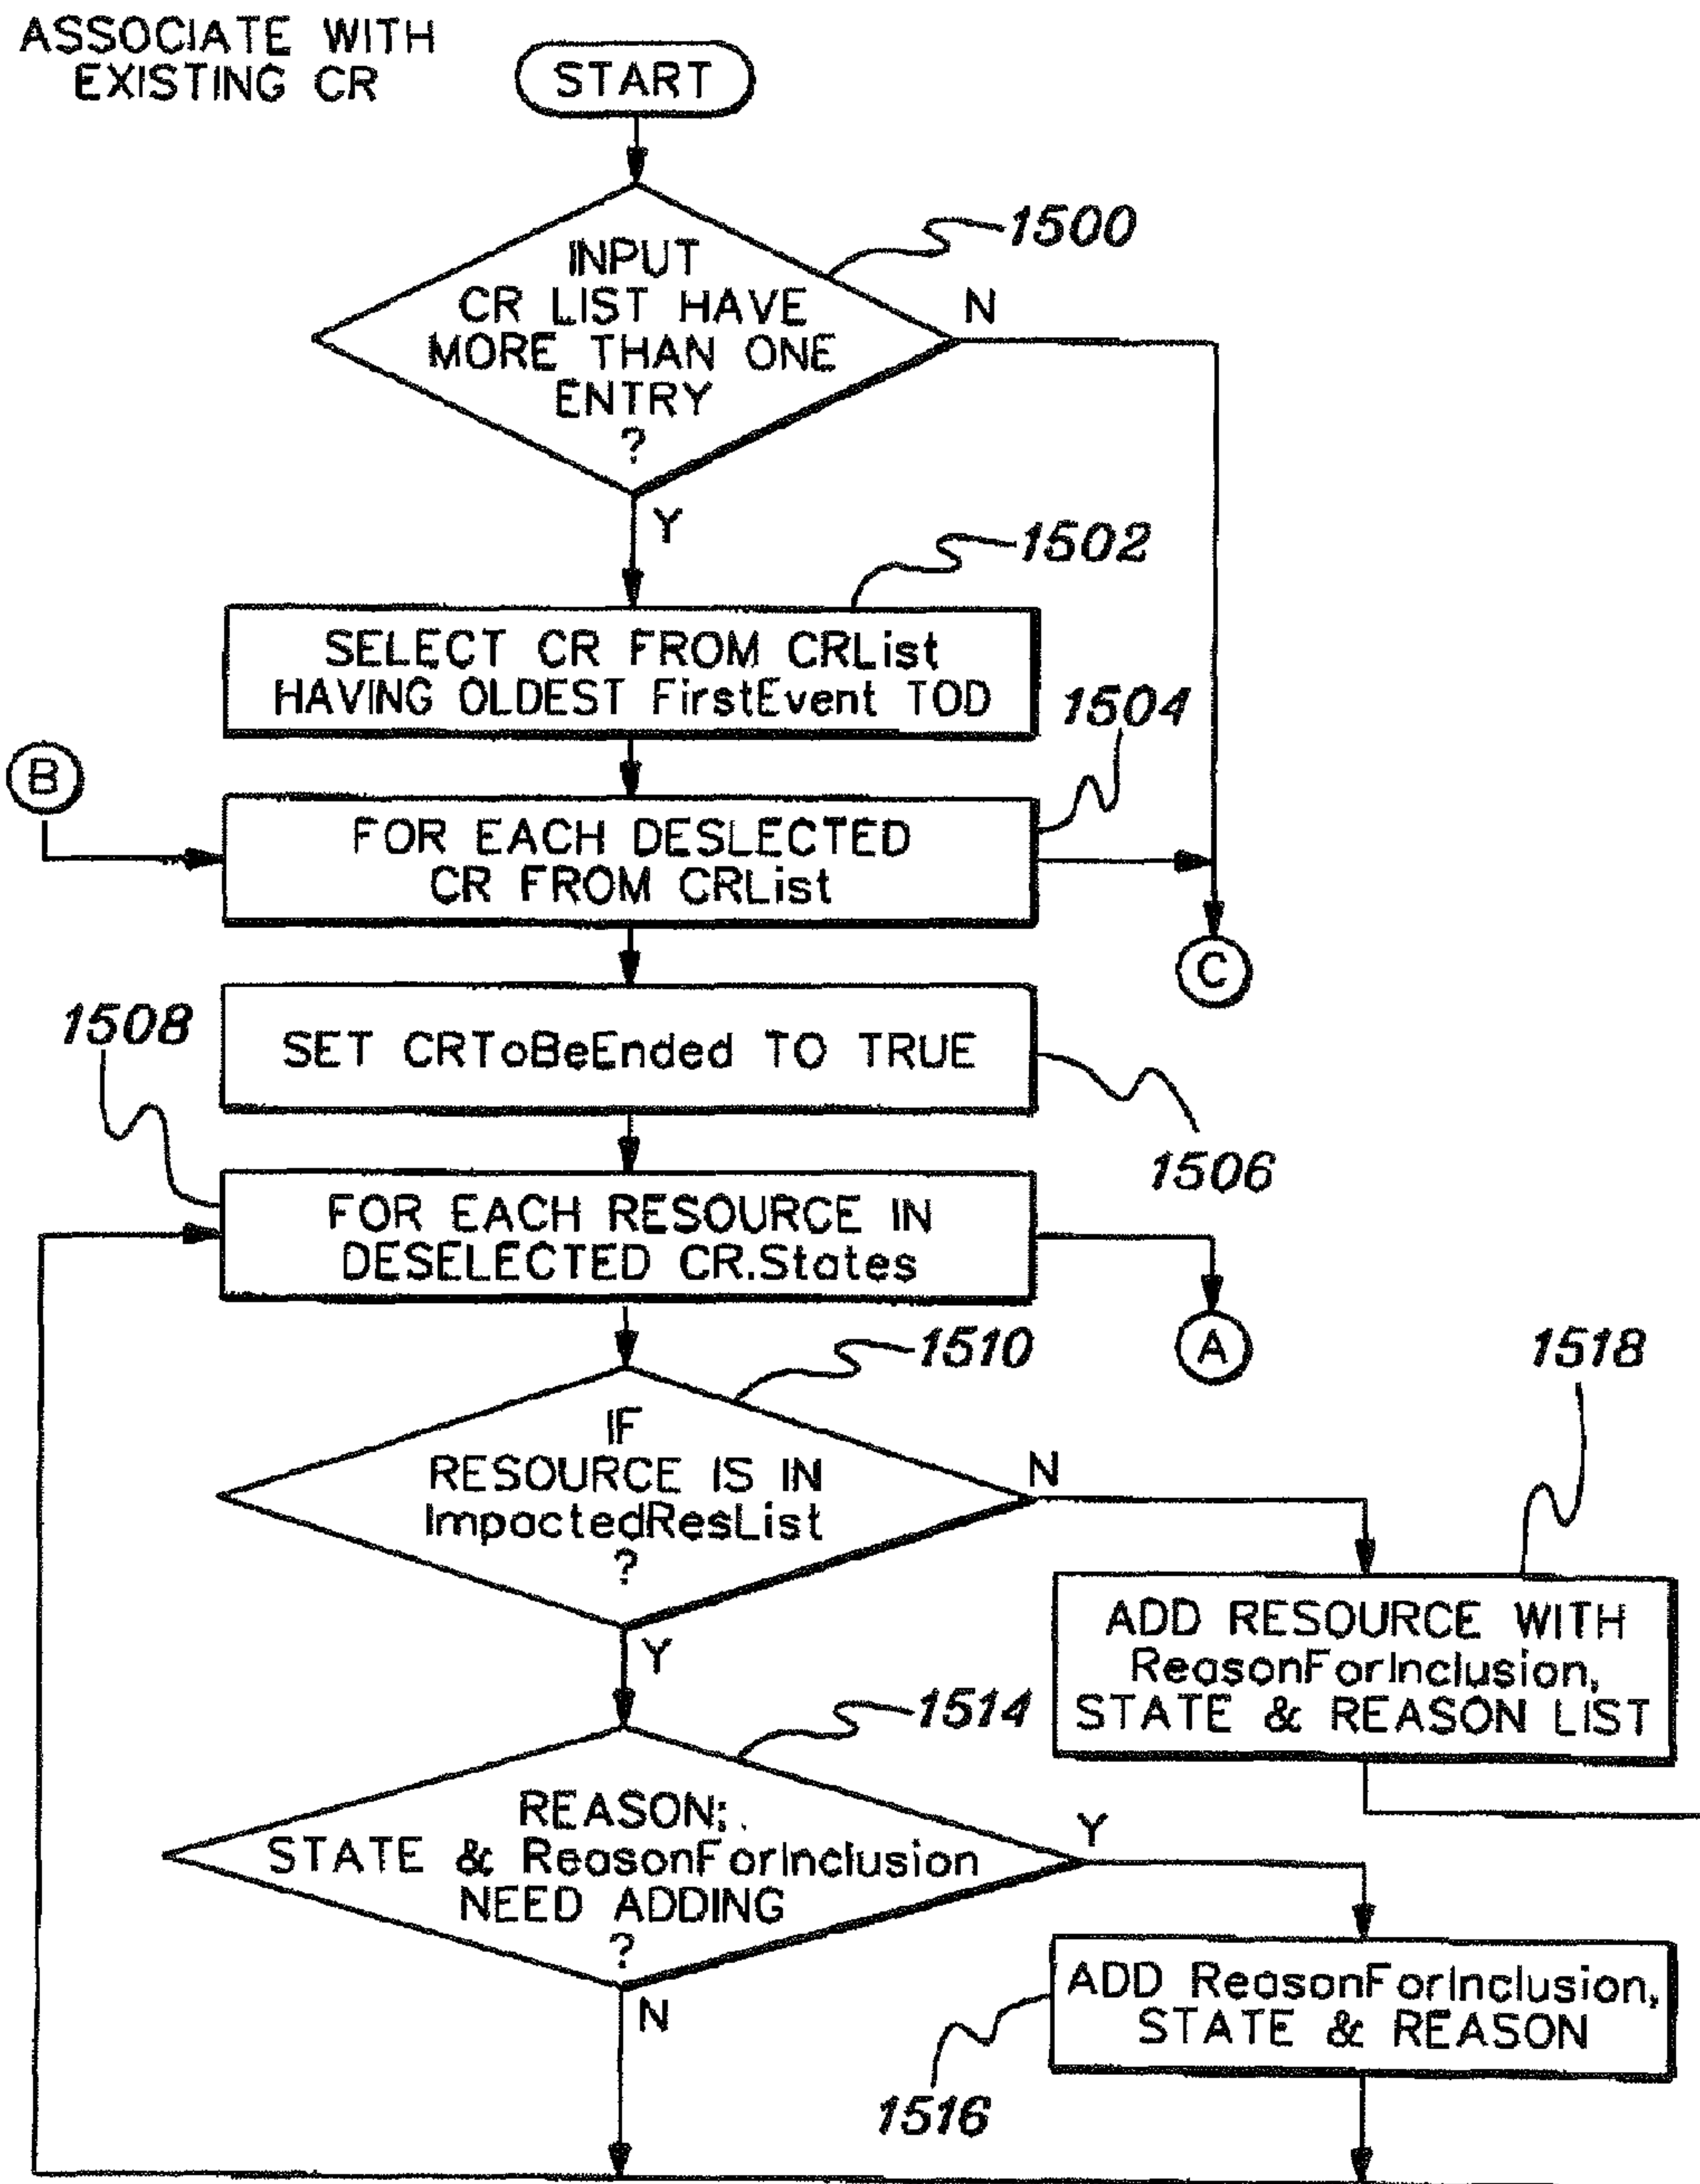 ASSOCIATE WITH
EXISTING CR
START
1500
INPUT
CR LIST HAVE
MORE THAN ONE
ENTRY
?
N
Y
1502
SELECT CR FROM CRList
HAVING OLDEST FirstEvent TOD
1504
B
FOR EACH DESLECTED
CR FROM CRList
C
1508
SET CRToBeEnded TO TRUE
1506
FOR EACH RESOURCE IN
DESELECTED CR.States
A
1510
1518
IF
RESOURCE IS IN
ImpactedResList
?
N
Y
ADD RESOURCE WITH
ReasonForInclusion,
STATE & REASON LIST
1514
REASON;
STATE & ReasonForInclusion
NEED ADDING
?
Y
N
ADD ReasonForInclusion,
STATE & REASON
1516